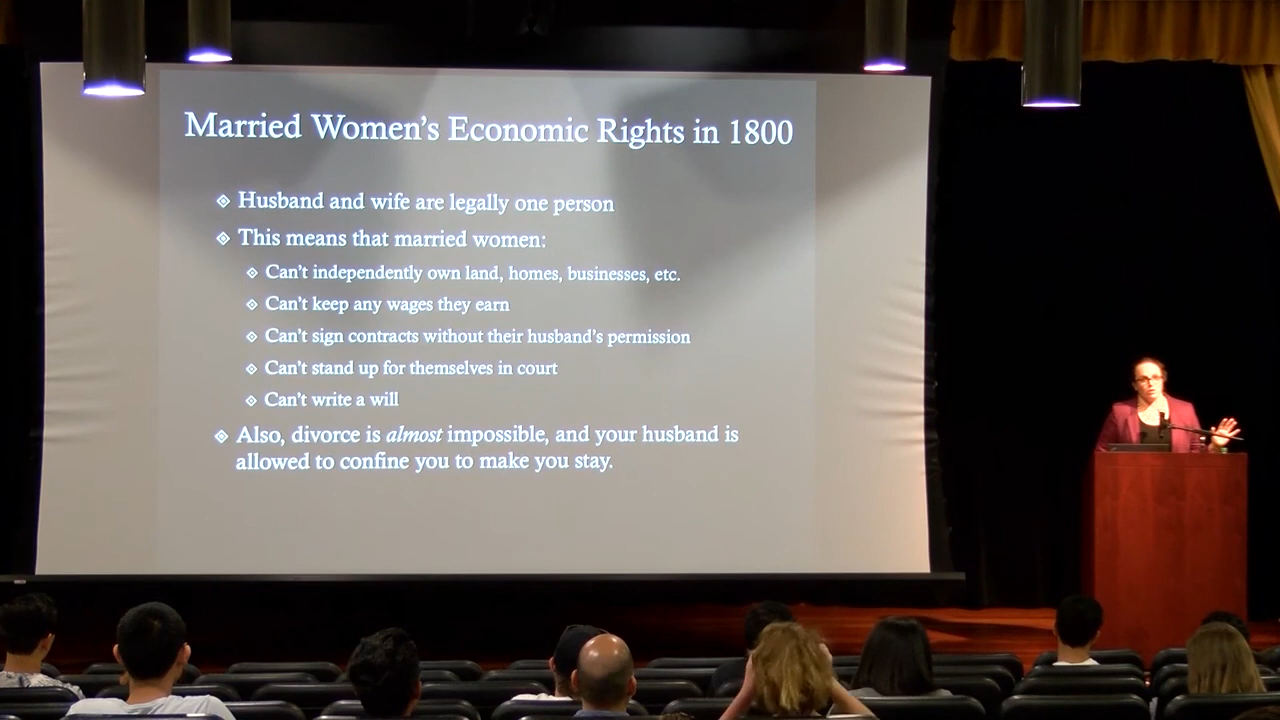 Married Women's Economic Rights in 1800
Husband and wife are legally one person
This means that married women:
Can't independently own land, homes, businesses, etc.
Can't keep any wages they earn
Can't sign contracts without their husband's permission
Can't stand up for themselves in court
Can't write a will
Also, divorce is almost impossible, and your husband is
allowed to confine you to make you stay.